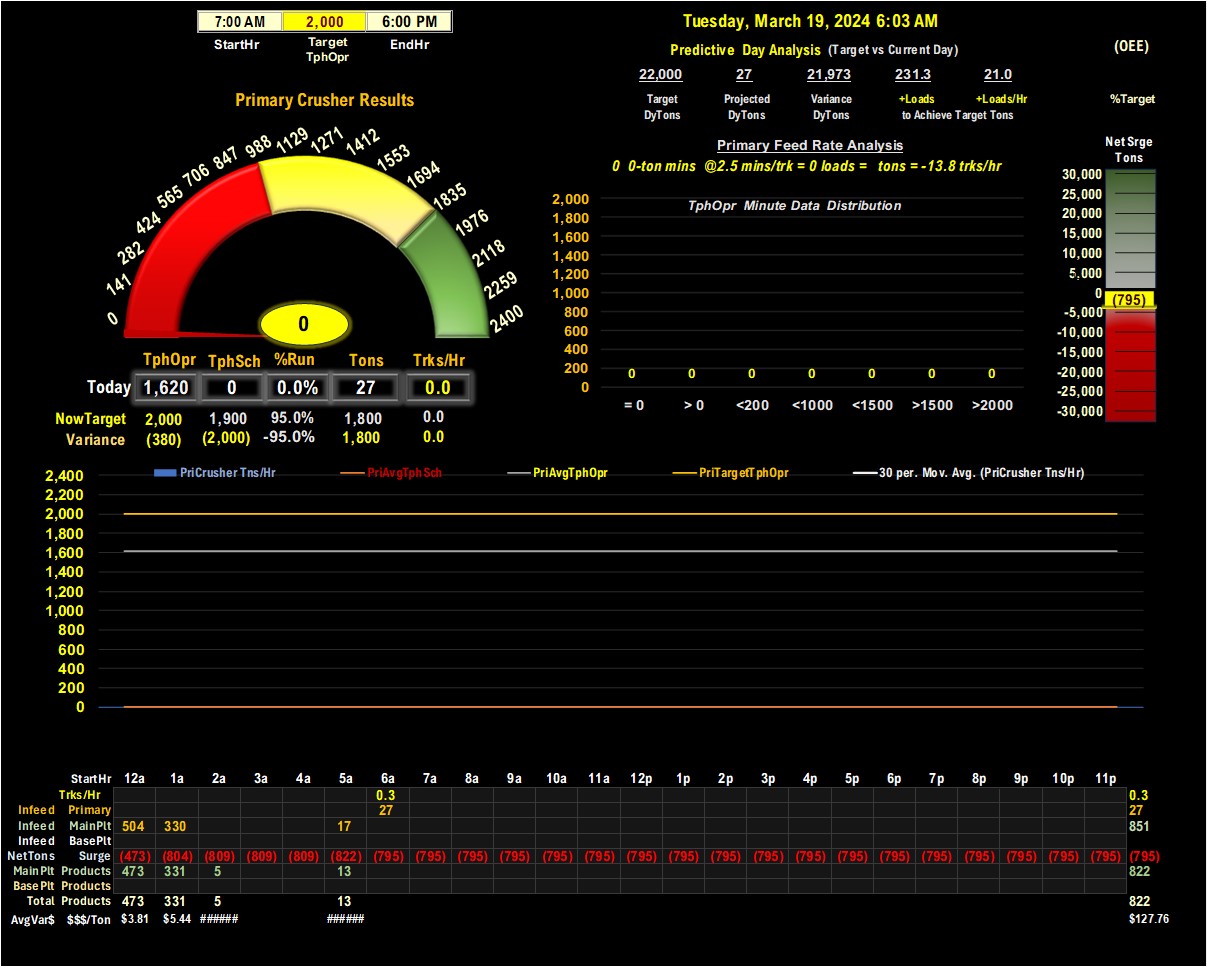 7:00 AM 2,000 6:00 PM
StartHr Target TphOpr EndHr
Tuesday, March 19, 2024 6:03 AM
Predictive Day Analysis (Target vs Current Day)
(OEE)
22,000 27 21,973 231.3 21.0
Target Projected Variance +Loads +Loads/Hr
DyTons DyTons DyTons to Achieve Target Tons
%Target
Primary Crusher Results
0 141 282 424 565 706 847 988 1129 1271 1412 1553 1694 1835 1976 2118 2259 2400
0
Primary Feed Rate Analysis
0 0-ton mins @2.5 mins/trk = 0 loads = tons = -13.8 trks/hr
TphOpr Minute Data Distribution
2,000
1,800
1,600
1,400
1,200
1,000
800
600
400
200
0
0 0 0 0 0 0 0
= 0 > 0 <200 <1000 <1500 >1500 >2000
Net Srge
Tons
30,000
25,000
20,000
15,000
10,000
5,000
0
(795)
-5,000
-10,000
-15,000
-20,000
-25,000
-30,000
TphOpr TphSch %Run Tons Trks/Hr
Today 1,620 0 0.0% 27 0.0
NowTarget 2,000 1,900 95.0% 1,800 0.0
Variance (380) (2,000) -95.0% 1,800 0.0
PriCrusher Tns/Hr PriAvgTphSch PriAvgTphOpr PriTargetTphOpr 30 per. Mov. Avg. (PriCrusher Tns/Hr)
2,400
2,200
2,000
1,800
1,600
1,400
1,200
1,000
800
600
400
200
0
StartHr 12a 1a 2a 3a 4a 5a 6a 7a 8a 9a 10a 11a 12p 1p 2p 3p 4p 5p 6p 7p 8p 9p 10p 11p
Trks/Hr 0.3 0.3
Infeed Primary 27 27
Infeed MainPlt 504 330 17 851
Infeed BasePlt
NetTons Surge (473) (804) (809) (809) (809) (822) (795) (795) (795) (795) (795) (795) (795) (795) (795) (795) (795) (795) (795) (795) (795) (795) (795) (795) (795)
MainPlt Products 473 331 5 13 822
BasePlt Products
Total Products 473 331 5 13 822
AvgVar$ $$$/Ton $3.81 $5.44 ###### ###### $127.76